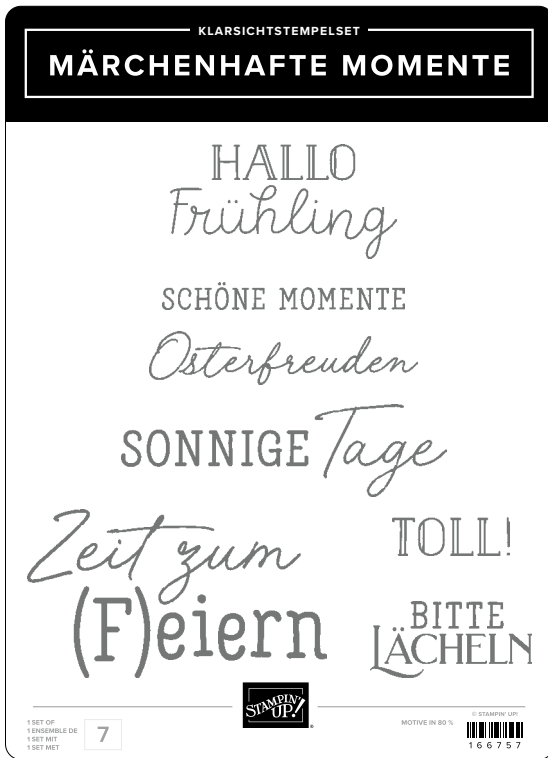 KLARSICHTSTEMPELSET
MÄRCHENHAFTE MOMENTE
HALLO
Frühling
SCHÖNE MOMENTE
Osterfreuden
SONNIGE Tage
Zeit zum
(F)eiern
TOLL!
BITTE
LÄCHELN
1 SET OF
1 ENSEMBLE DE
1 SET MIT
1 SET MET
7
STAMPIN' UP!®
MOTIVE IN 80 %
© STAMPIN' UP!
166757